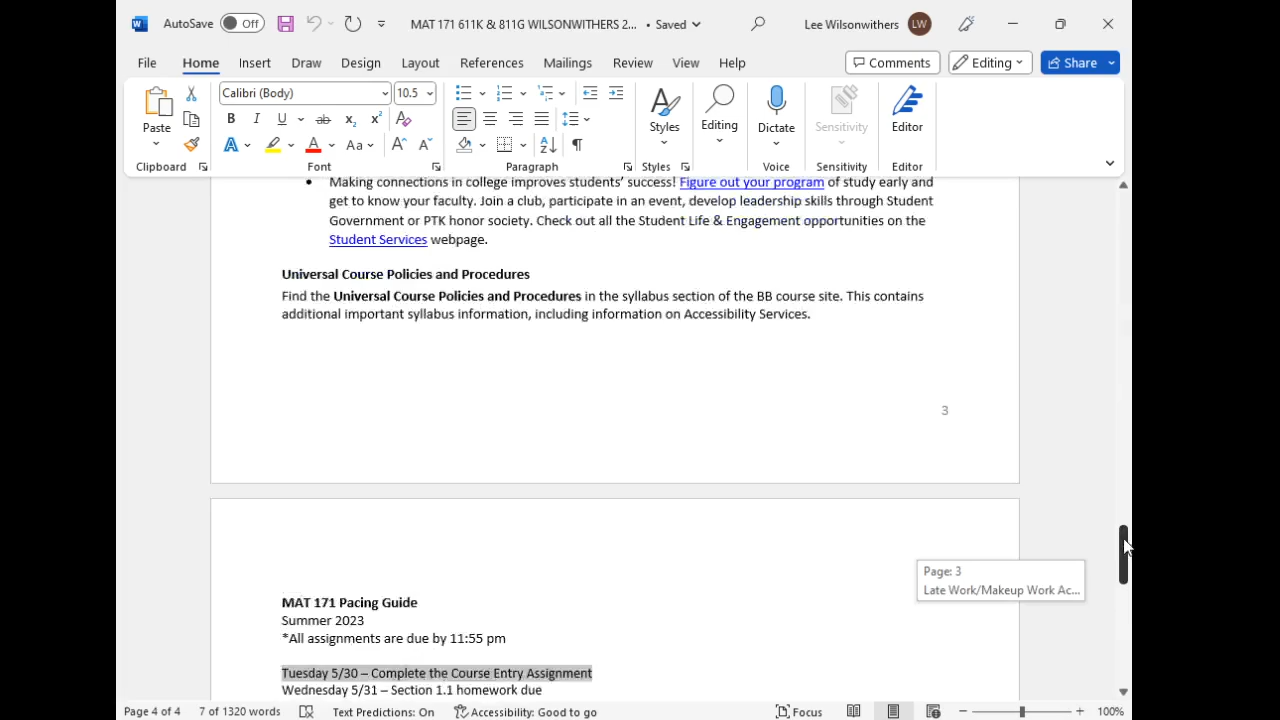 AutoSave Off MAT 171 611K & 811G WILSONWITHERS 2... • Saved Lee Wilsonwithers LW
File Home Insert Draw Design Layout References Mailings Review View Help Comments Editing Share
Calibri (Body) 10.5
Paste Styles Editing Dictate Sensitivity Editor
Clipboard Font Paragraph Styles Voice Sensitivity Editor
• Making connections in college improves students’ success! Figure out your program of study early and
get to know your faculty. Join a club, participate in an event, develop leadership skills through Student
Government or PTK honor society. Check out all the Student Life & Engagement opportunities on the
Student Services webpage.
Universal Course Policies and Procedures
Find the Universal Course Policies and Procedures in the syllabus section of the BB course site. This contains
additional important syllabus information, including information on Accessibility Services.
3
Page: 3
Late Work/Makeup Work Ac...
MAT 171 Pacing Guide
Summer 2023
*All assignments are due by 11:55 pm
Tuesday 5/30 – Complete the Course Entry Assignment
Wednesday 5/31 – Section 1.1 homework due
Page 4 of 4 7 of 1320 words Text Predictions: On Accessibility: Good to go Focus 100%